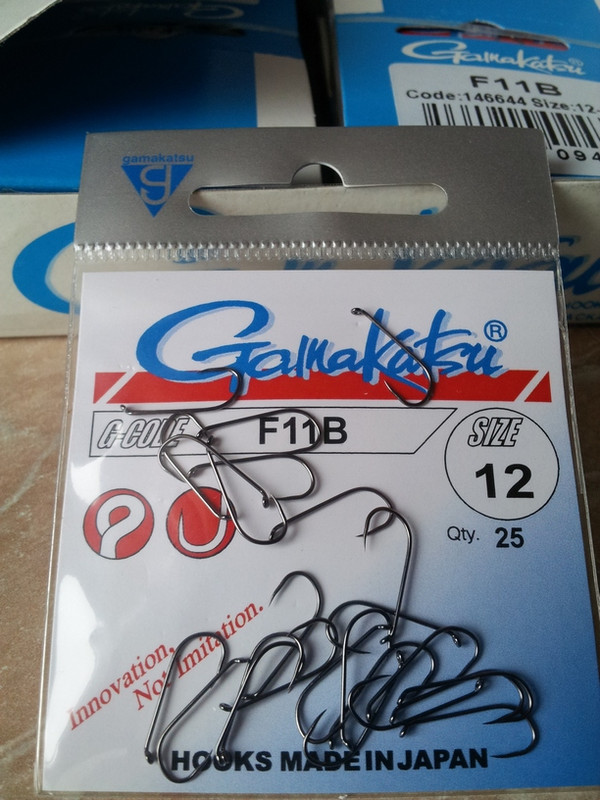 Gamakatsu®
F11B
Code:146644 Size:12-
094
gamakatsu
Gamakatsu®
G-CODE F11B
SIZE
12
Qty. 25
Innovation,
Not Imitation.
HOOKS MADE IN JAPAN